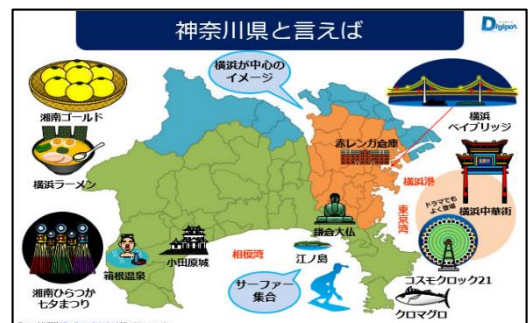 神奈川県と言えば
Digipot
横浜が中心の
イメージ
湘南ゴールド
横浜
ベイブリッジ
赤レンガ倉庫
横浜ラーメン
横浜港
横浜中華街
東京湾
ドラマでも
よく登場
鎌倉大仏
湘南ひらつか
七夕まつり
箱根温泉
小田原城
相模湾
江ノ島
コスモクロック21
サーファー
集合
クロマグロ